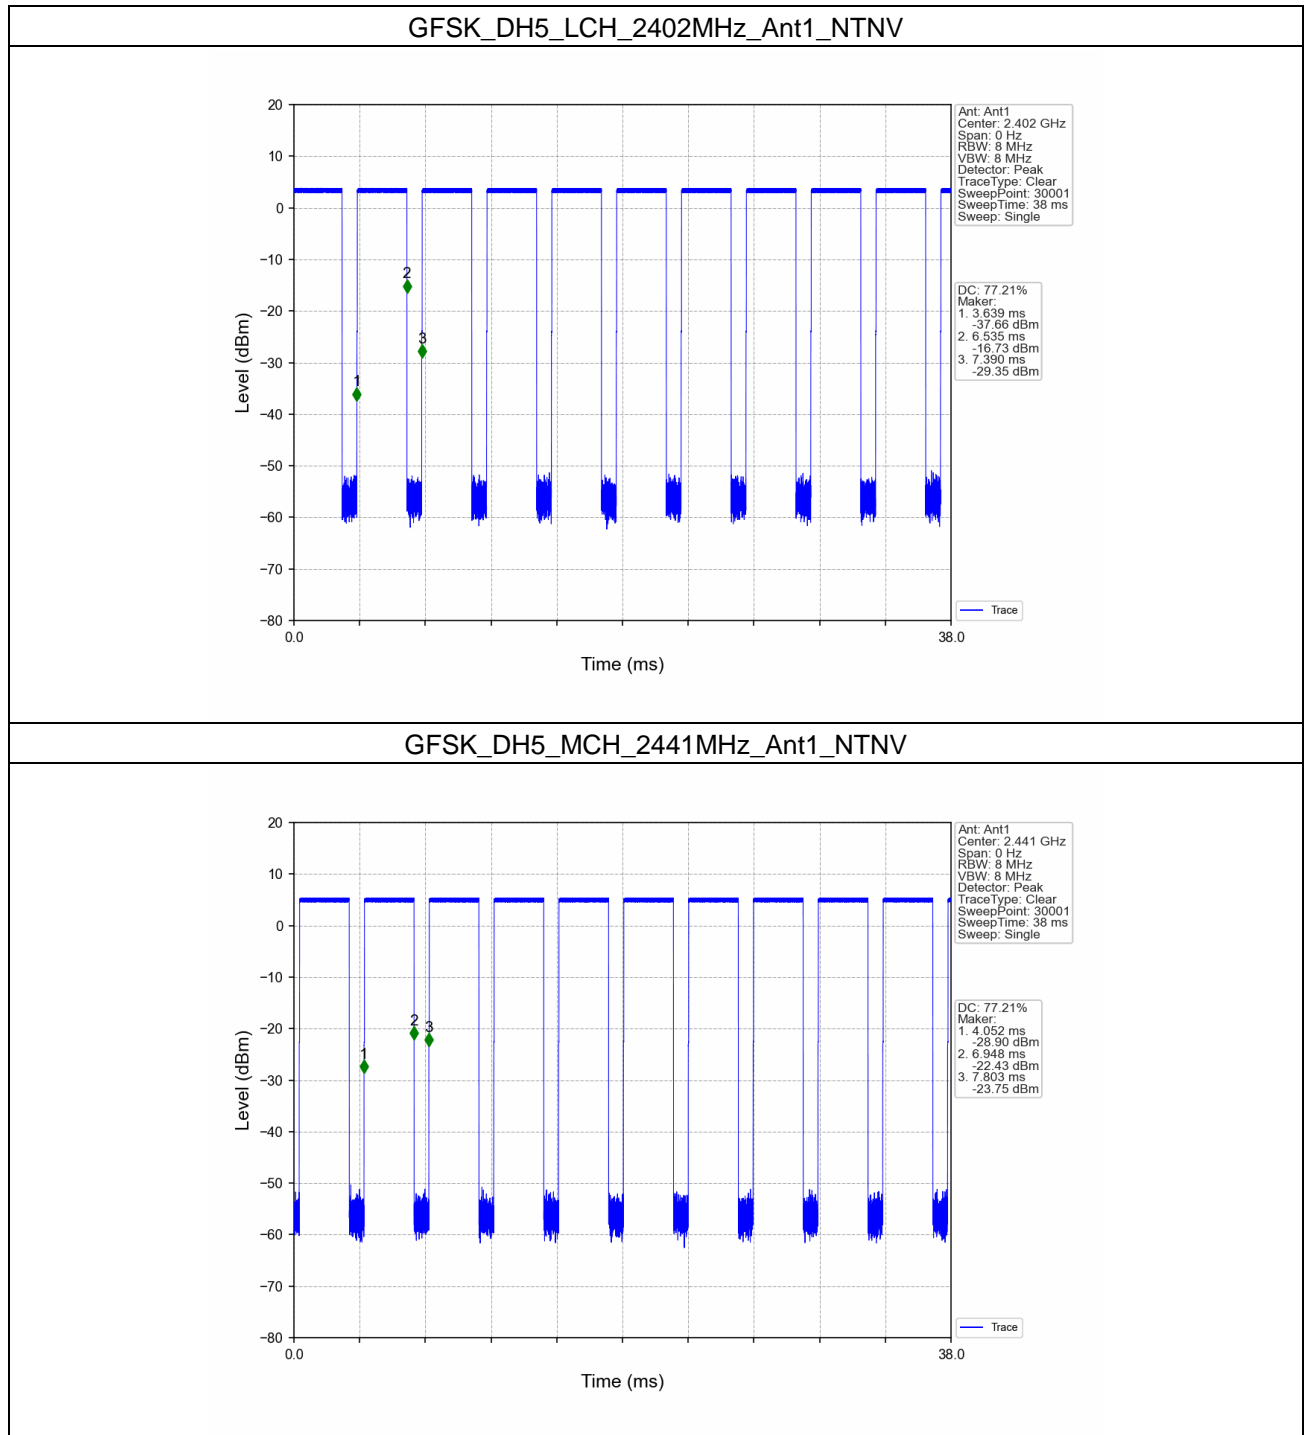 GFSK_DH5_LCH_2402MHz_Ant1_NTNV
20
10
0
−10
−20
−30
−40
−50
−60
−70
−80
Level (dBm)
1
2
3
0.0
38.0
Time (ms)
Ant: Ant1
Center: 2.402 GHz
Span: 0 Hz
RBW: 8 MHz
VBW: 8 MHz
Detector: Peak
TraceType: Clear
SweepPoint: 30001
SweepTime: 38 ms
Sweep: Single
DC: 77.21%
Maker:
1. 3.639 ms
-37.66 dBm
2. 6.535 ms
-16.73 dBm
3. 7.390 ms
-29.35 dBm
Trace
GFSK_DH5_MCH_2441MHz_Ant1_NTNV
20
10
0
−10
−20
−30
−40
−50
−60
−70
−80
Level (dBm)
1
2
3
0.0
38.0
Time (ms)
Ant: Ant1
Center: 2.441 GHz
Span: 0 Hz
RBW: 8 MHz
VBW: 8 MHz
Detector: Peak
TraceType: Clear
SweepPoint: 30001
SweepTime: 38 ms
Sweep: Single
DC: 77.21%
Maker:
1. 4.052 ms
-28.90 dBm
2. 6.948 ms
-22.43 dBm
3. 7.803 ms
-23.75 dBm
Trace